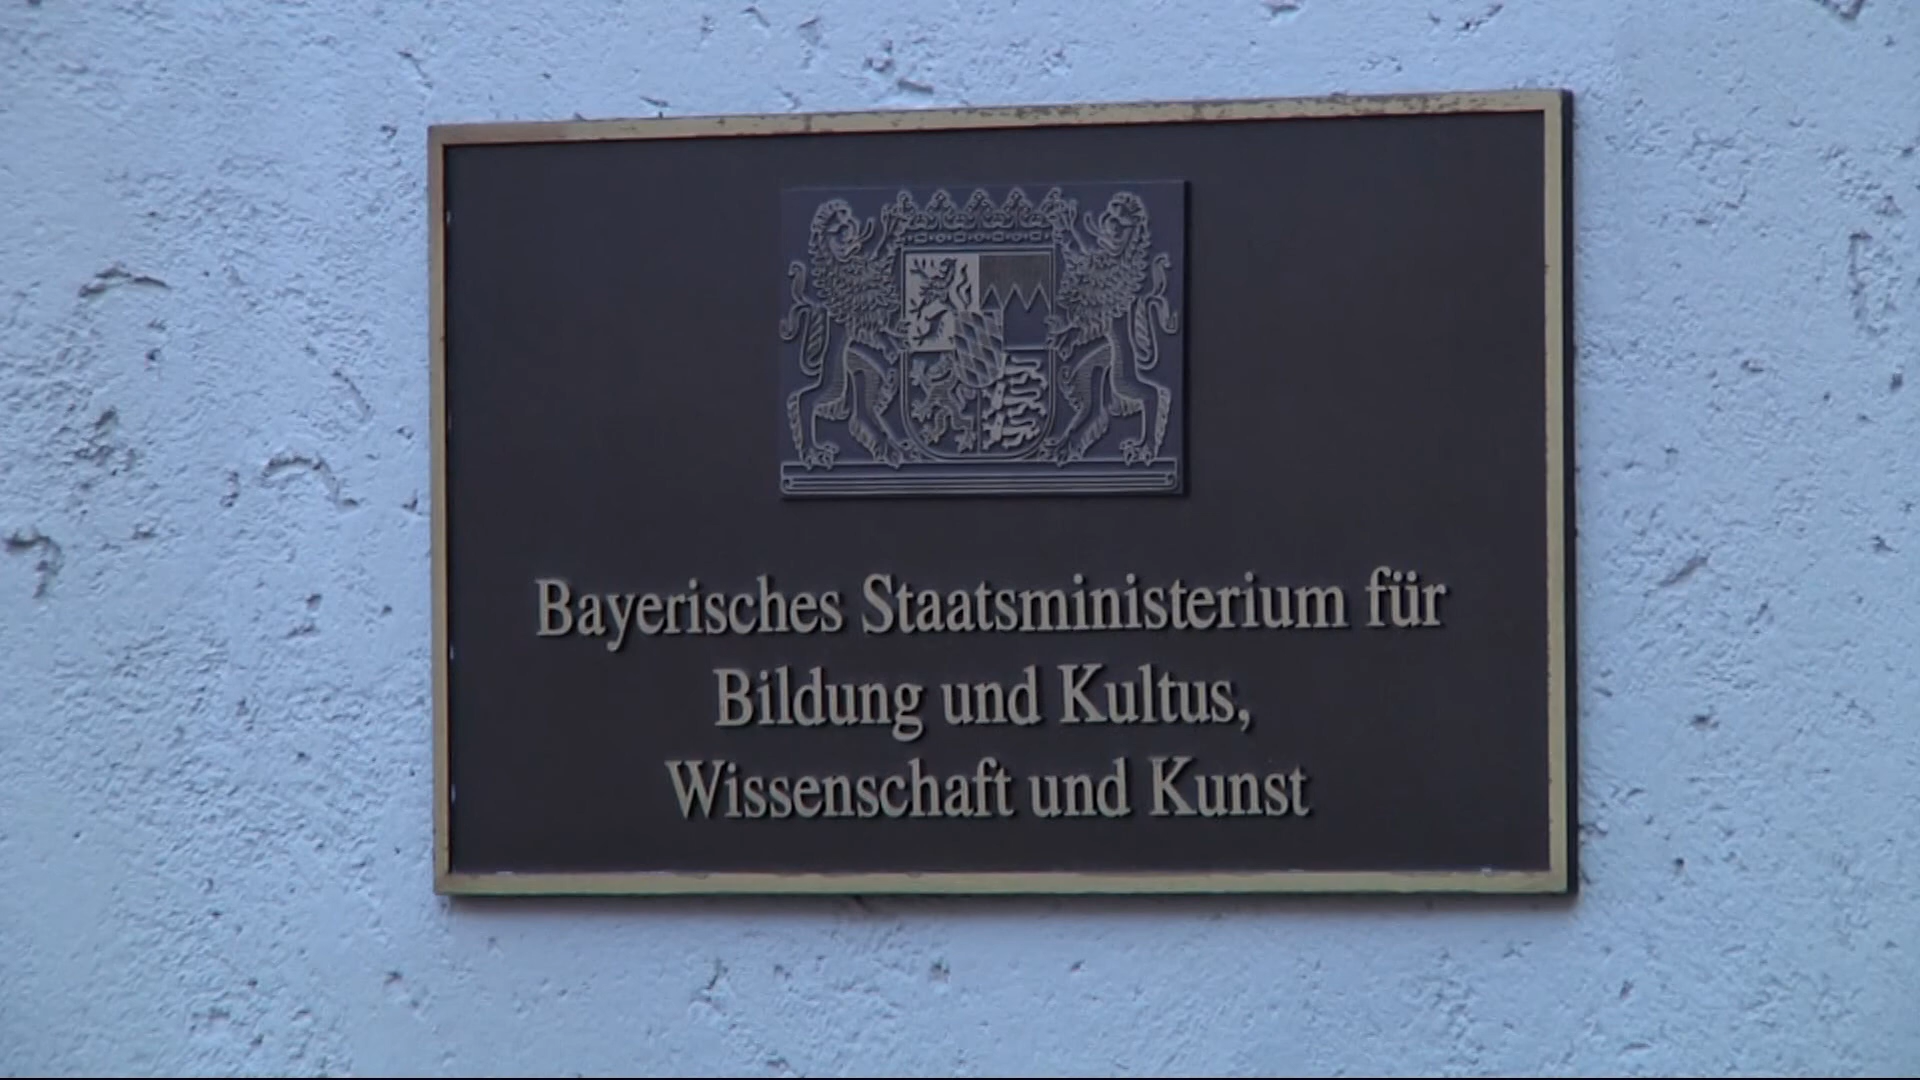 Bayerisches Staatsministerium für
Bildung und Kultus,
Wissenschaft und Kunst